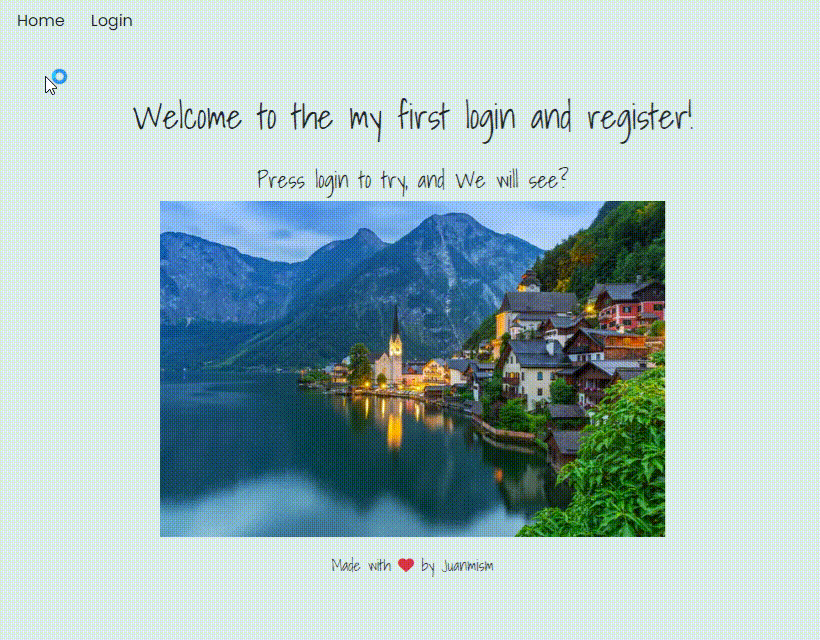 Home Login
Welcome to the my first login and register!
Press login to try, and We will see?
Made with ❤ by Juanmism